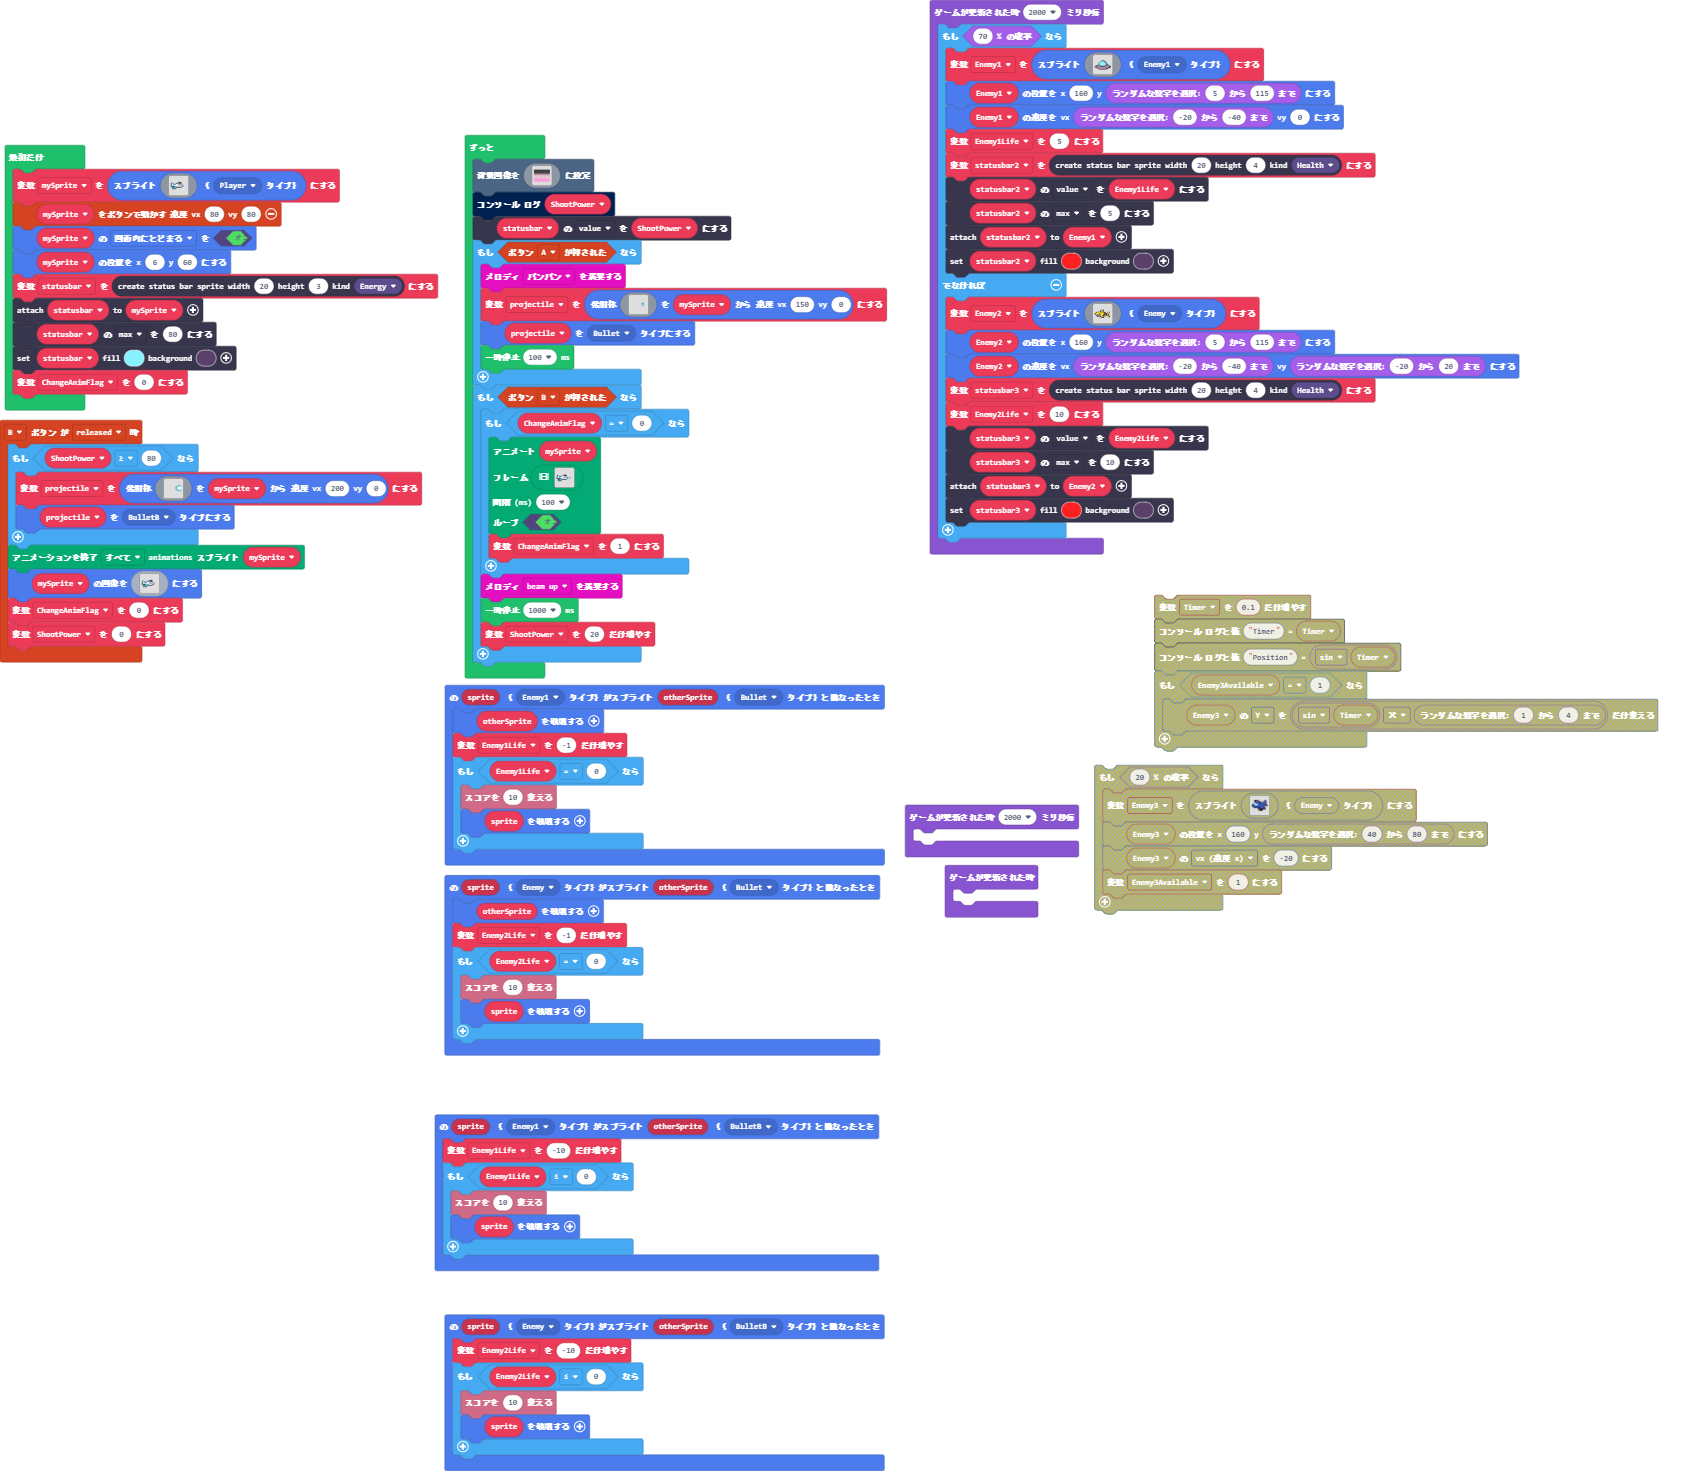 最初だけ
変数 mySprite を スプライト { Player タイプ} にする
mySprite をボタンで動かす 速度 vx 80 vy 80
mySprite の 画面内にとどまる を オ
mySprite の位置を x 6 y 60 にする
変数 statusbar を create status bar sprite width 20 height 3 kind Energy にする
attach statusbar to mySprite
statusbar の max を 80 にする
set statusbar fill background
変数 ChangeAnimFlag を 0 にする
B ボタン が released 時
もし ShootPower ≥ 80 なら
変数 projectile を 発射体 を mySprite から 速度 vx 200 vy 0 にする
projectile を BulletB タイプにする
アニメーションを終了 すべて animations スプライト mySprite
mySprite の画像を にする
変数 ChangeAnimFlag を 0 にする
変数 ShootPower を 0 にする
ずっと
背景画像を に設定
コンソール ログ ShootPower
statusbar の value を ShootPower にする
もし ボタン A が押された なら
メロディ パンパン を演奏する
変数 projectile を 発射体 を mySprite から 速度 vx 150 vy 0 にする
projectile を Bullet タイプにする
一時停止 100 ms
もし ボタン B が押された なら
もし ChangeAnimFlag = 0 なら
アニメート mySprite
フレーム
間隔 (ms) 100
ループ オ
変数 ChangeAnimFlag を 1 にする
メロディ beam up を演奏する
一時停止 1000 ms
変数 ShootPower を 20 だけ増やす
の sprite { Enemy1 タイプ} がスプライト otherSprite { Bullet タイプ} と重なったとき
otherSprite を破壊する
変数 Enemy1Life を -1 だけ増やす
もし Enemy1Life = 0 なら
スコアを 10 変える
sprite を破壊する
の sprite { Enemy タイプ} がスプライト otherSprite { Bullet タイプ} と重なったとき
otherSprite を破壊する
変数 Enemy2Life を -1 だけ増やす
もし Enemy2Life = 0 なら
スコアを 10 変える
sprite を破壊する
の sprite { Enemy1 タイプ} がスプライト otherSprite { BulletB タイプ} と重なったとき
変数 Enemy1Life を -10 だけ増やす
もし Enemy1Life ≤ 0 なら
スコアを 10 変える
sprite を破壊する
の sprite { Enemy タイプ} がスプライト otherSprite { BulletB タイプ} と重なったとき
変数 Enemy2Life を -10 だけ増やす
もし Enemy2Life ≤ 0 なら
スコアを 10 変える
sprite を破壊する
ゲームが更新された時 2000 ミリ秒毎
もし 70 % の確率 なら
変数 Enemy1 を スプライト { Enemy1 タイプ} にする
Enemy1 の位置を x 160 y ランダムな数字を選択: 5 から 115 まで にする
Enemy1 の速度を vx ランダムな数字を選択: -20 から -40 まで vy 0 にする
変数 Enemy1Life を 5 にする
変数 statusbar2 を create status bar sprite width 20 height 4 kind Health にする
statusbar2 の value を Enemy1Life にする
statusbar2 の max を 5 にする
attach statusbar2 to Enemy1
set statusbar2 fill background
でなければ
変数 Enemy2 を スプライト { Enemy タイプ} にする
Enemy2 の位置を x 160 y ランダムな数字を選択: 5 から 115 まで にする
Enemy2 の速度を vx ランダムな数字を選択: -20 から -40 まで vy ランダムな数字を選択: -20 から 20 まで にする
変数 statusbar3 を create status bar sprite width 20 height 4 kind Health にする
変数 Enemy2Life を 10 にする
statusbar3 の value を Enemy2Life にする
statusbar3 の max を 10 にする
attach statusbar3 to Enemy2
set statusbar3 fill background
変数 Timer を 0.1 だけ増やす
コンソール ログと値 "Timer" = Timer
コンソール ログと値 "Position" = sin Timer
もし Enemy3Available = 1 なら
Enemy3 の Y を sin Timer × ランダムな数字を選択: 1 から 4 まで だけ変える
もし 20 % の確率 なら
変数 Enemy3 を スプライト { Enemy タイプ} にする
Enemy3 の位置を x 160 y ランダムな数字を選択: 40 から 80 まで にする
Enemy3 の vx (速度 x) を -20 にする
変数 Enemy3Available を 1 にする
ゲームが更新された時 2000 ミリ秒毎
ゲームが更新された時